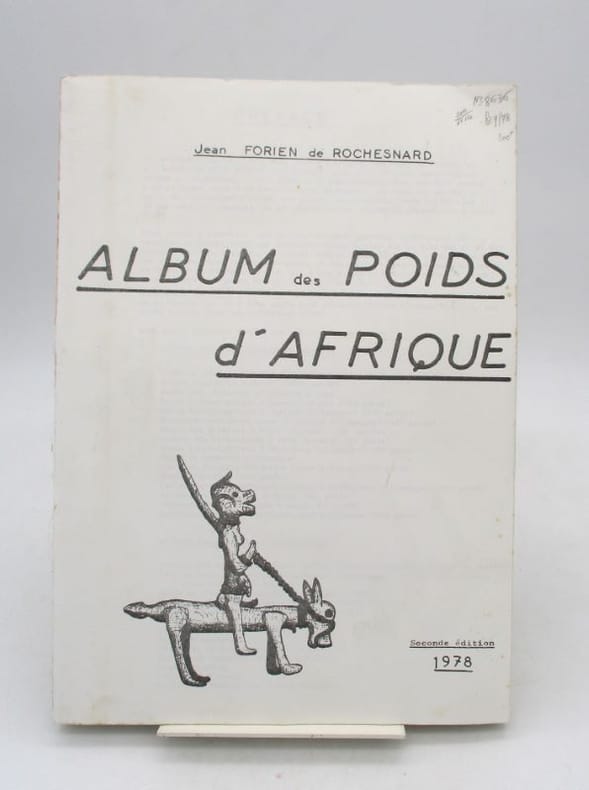 Jean FORIEN de ROCHESNARD
ALBUM des POIDS
d'AFRIQUE
Seconde édition
1978